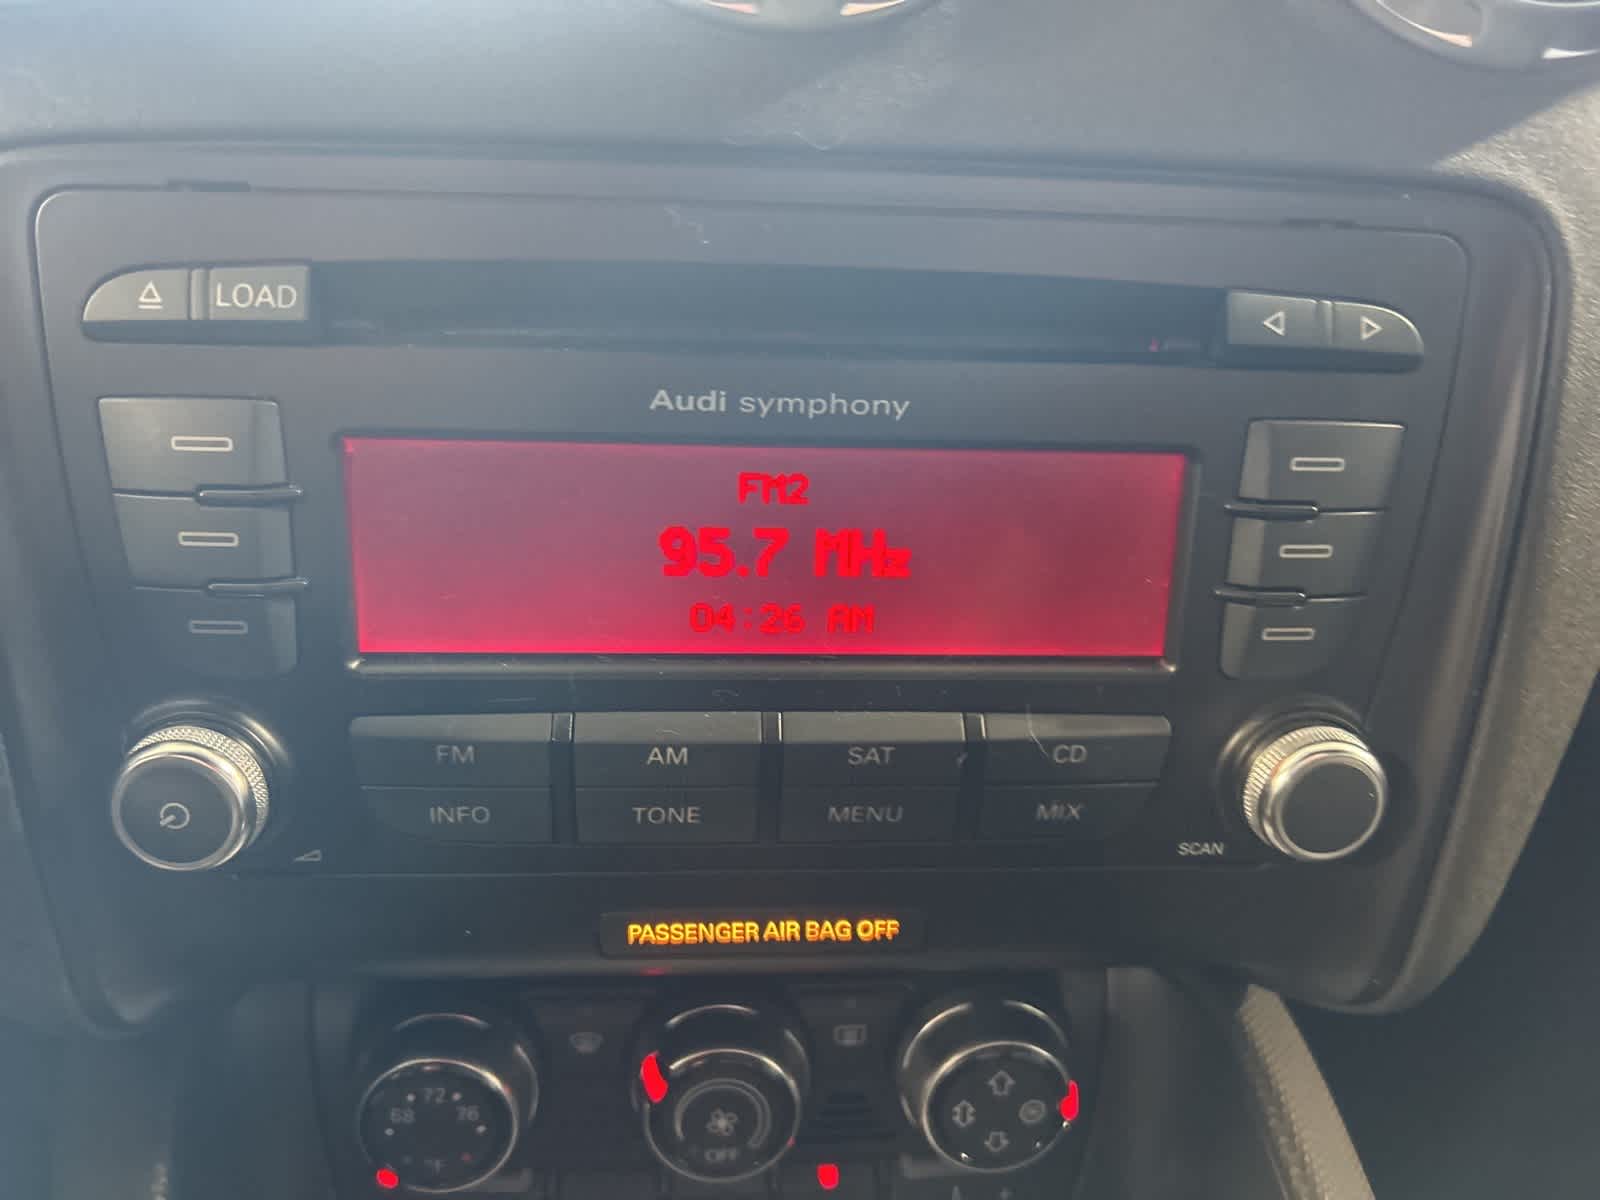 LOAD
Audi symphony
FM2
95.7 MHz
04:26 AM
FM AM SAT CD
INFO TONE MENU MIX
SCAN
PASSENGER AIR BAG OFF
72
68 76
°F
OFF